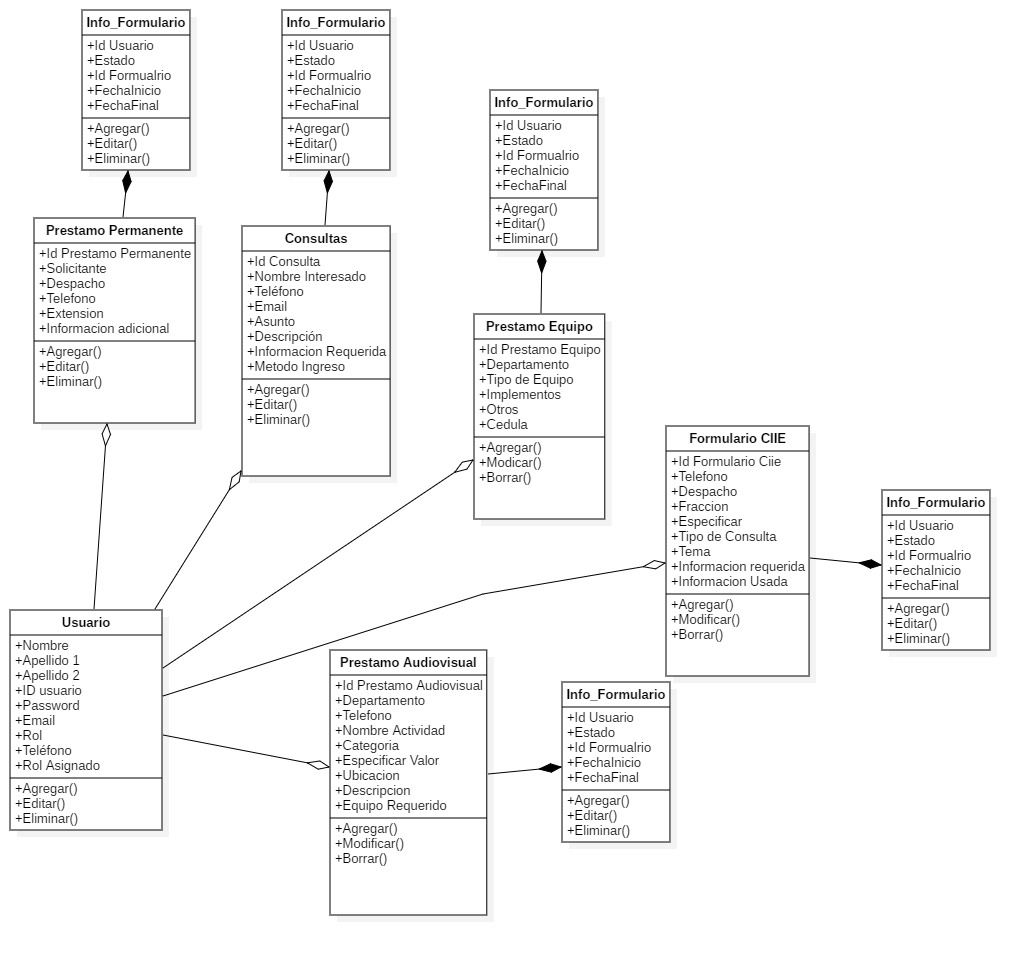 Info_Formulario
+Id Usuario
+Estado
+Id Formualrio
+FechaInicio
+FechaFinal
+Agregar()
+Editar()
+Eliminar()
Info_Formulario
+Id Usuario
+Estado
+Id Formualrio
+FechaInicio
+FechaFinal
+Agregar()
+Editar()
+Eliminar()
Info_Formulario
+Id Usuario
+Estado
+Id Formualrio
+FechaInicio
+FechaFinal
+Agregar()
+Editar()
+Eliminar()
Prestamo Permanente
+Id Prestamo Permanente
+Solicitante
+Despacho
+Telefono
+Extension
+Informacion adicional
+Agregar()
+Editar()
+Eliminar()
Consultas
+Id Consulta
+Nombre Interesado
+Teléfono
+Email
+Asunto
+Descripción
+Informacion Requerida
+Metodo Ingreso
+Agregar()
+Editar()
+Eliminar()
Prestamo Equipo
+Id Prestamo Equipo
+Departamento
+Tipo de Equipo
+Implementos
+Otros
+Cedula
+Agregar()
+Modicar()
+Borrar()
Formulario CIIE
+Id Formulario Ciie
+Telefono
+Despacho
+Fraccion
+Especificar
+Tipo de Consulta
+Tema
+Informacion requerida
+Informacion Usada
+Agregar()
+Modificar()
+Borrar()
Info_Formulario
+Id Usuario
+Estado
+Id Formualrio
+FechaInicio
+FechaFinal
+Agregar()
+Editar()
+Eliminar()
Usuario
+Nombre
+Apellido 1
+Apellido 2
+ID usuario
+Password
+Email
+Rol
+Teléfono
+Rol Asignado
+Agregar()
+Editar()
+Eliminar()
Prestamo Audiovisual
+Id Prestamo Audiovisual
+Departamento
+Telefono
+Nombre Actividad
+Categoria
+Especificar Valor
+Ubicacion
+Descripcion
+Equipo Requerido
+Agregar()
+Modificar()
+Borrar()
Info_Formulario
+Id Usuario
+Estado
+Id Formualrio
+FechaInicio
+FechaFinal
+Agregar()
+Editar()
+Eliminar()